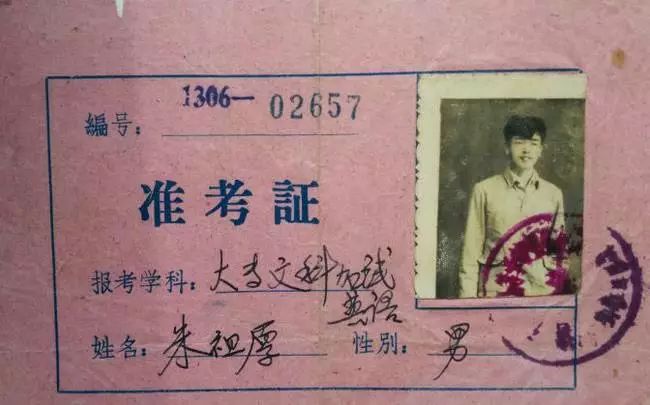 编号: 1306—02657
准考証
报考学科: 大专文科加试
英语
姓名: 朱祖厚 性别: 男